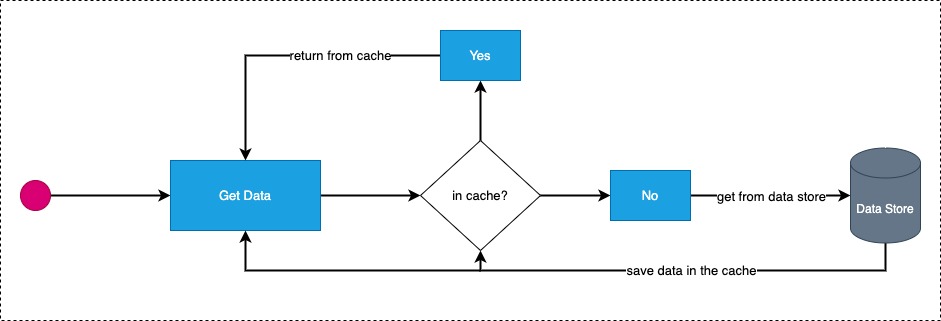 return from cache
Yes
Get Data
in cache?
No
get from data store
Data Store
save data in the cache